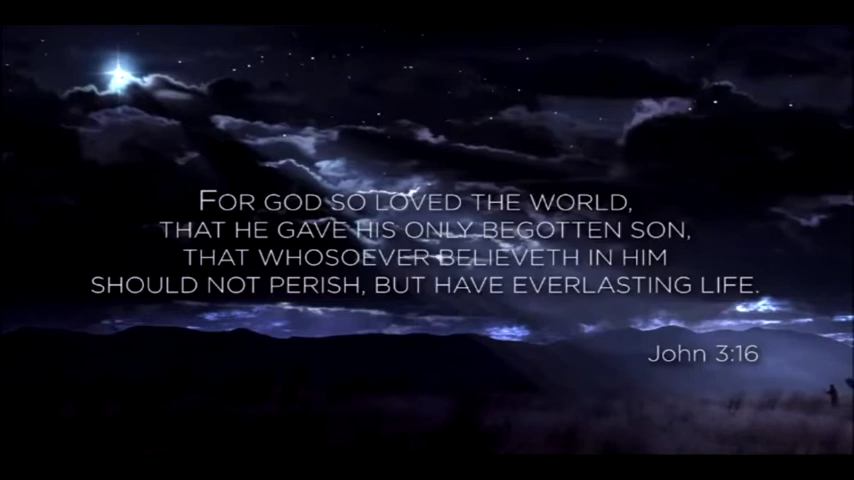 FOR GOD SO LOVED THE WORLD,
THAT HE GAVE HIS ONLY BEGOTTEN SON,
THAT WHOSOEVER BELIEVETH IN HIM
SHOULD NOT PERISH, BUT HAVE EVERLASTING LIFE.
John 3:16